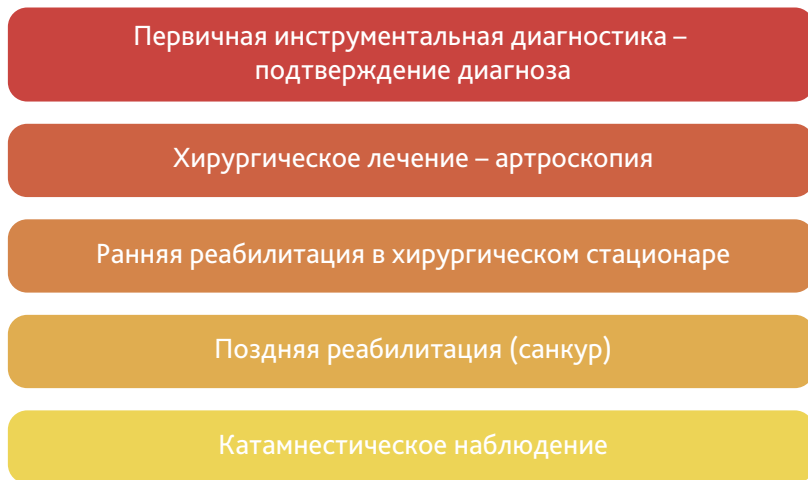 Первичная инструментальная диагностика –
подтверждение диагноза
Хирургическое лечение – артроскопия
Ранняя реабилитация в хирургическом стационаре
Поздняя реабилитация (санкур)
Катамнестическое наблюдение